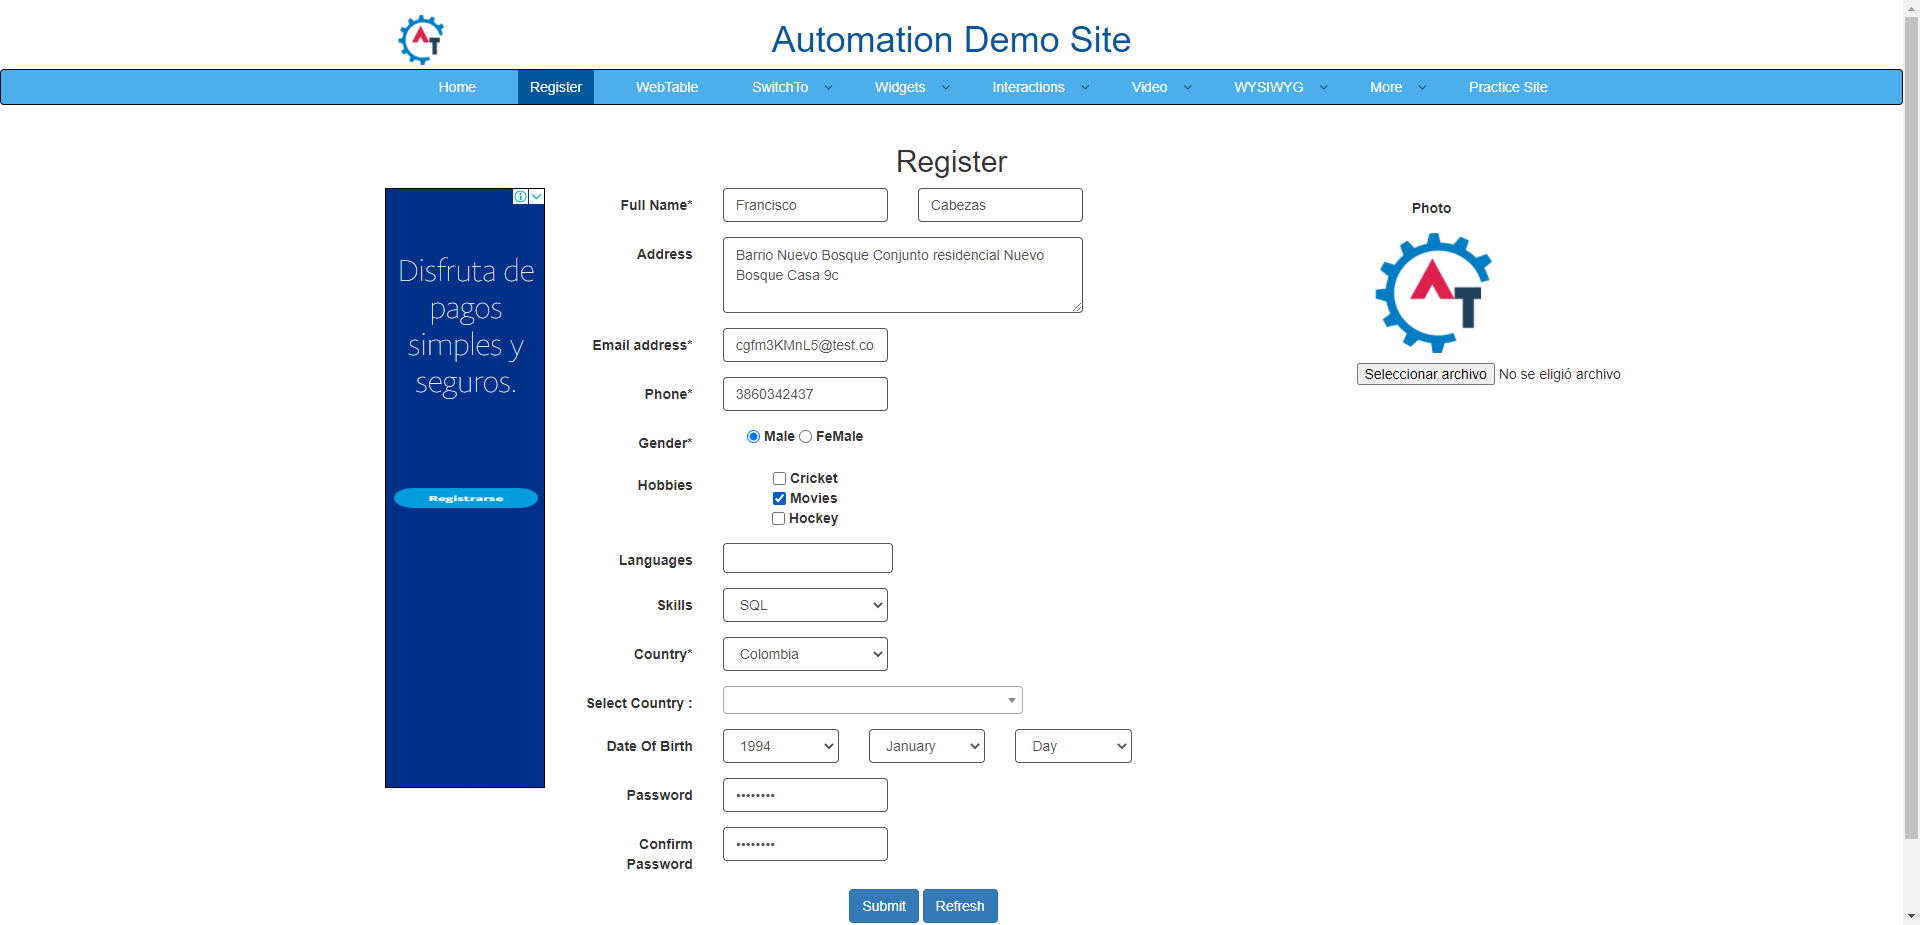 Automation Demo Site
Home Register WebTable SwitchTo Widgets Interactions Video WYSIWYG More Practice Site
Register
Disfruta de
pagos
simples y
seguros.
Registrarse
Full Name* Francisco Cabezas
Address Barrio Nuevo Bosque Conjunto residencial Nuevo
Bosque Casa 9c
Email address* cgfm3KMnL5@test.co
Phone* 3860342437
Gender* Male FeMale
Hobbies Cricket
Movies
Hockey
Languages
Skills SQL
Country* Colombia
Select Country :
Date Of Birth 1994 January Day
Password ••••••••
Confirm
Password ••••••••
Submit Refresh
Photo
AT
Seleccionar archivo No se eligió archivo